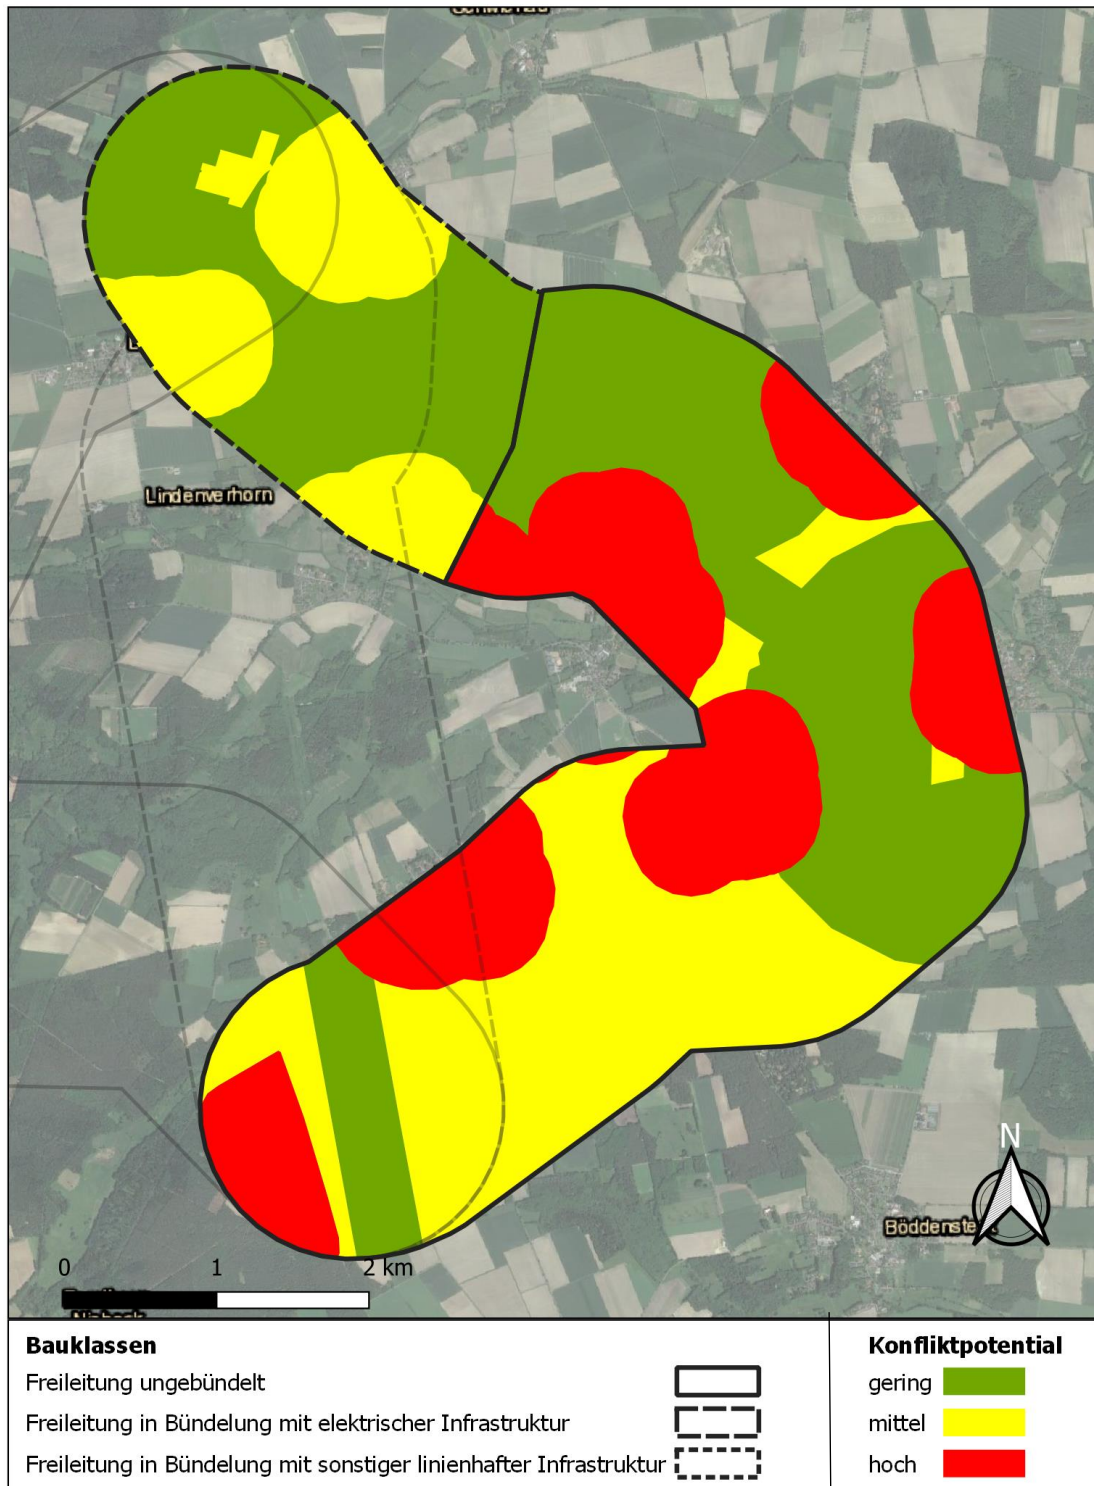 Lindenverhorn
N
Böddenste
0 1 2 km
Bauklassen
Freileitung ungebündelt
Freileitung in Bündelung mit elektrischer Infrastruktur
Freileitung in Bündelung mit sonstiger linienhafter Infrastruktur
Konfliktpotential
gering
mittel
hoch